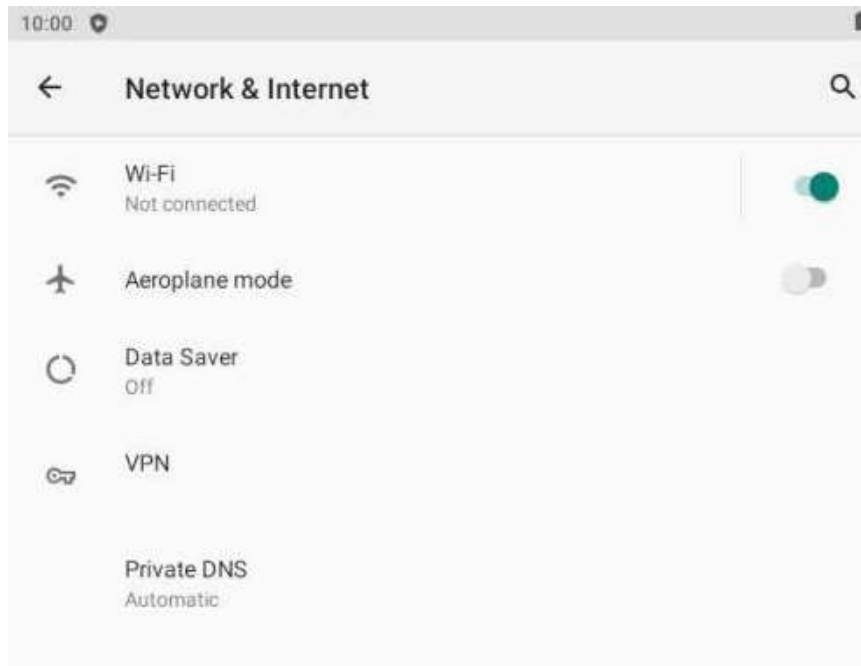 10:00
Network & Internet
Wi-Fi
Not connected
Aeroplane mode
Data Saver
Off
VPN
Private DNS
Automatic